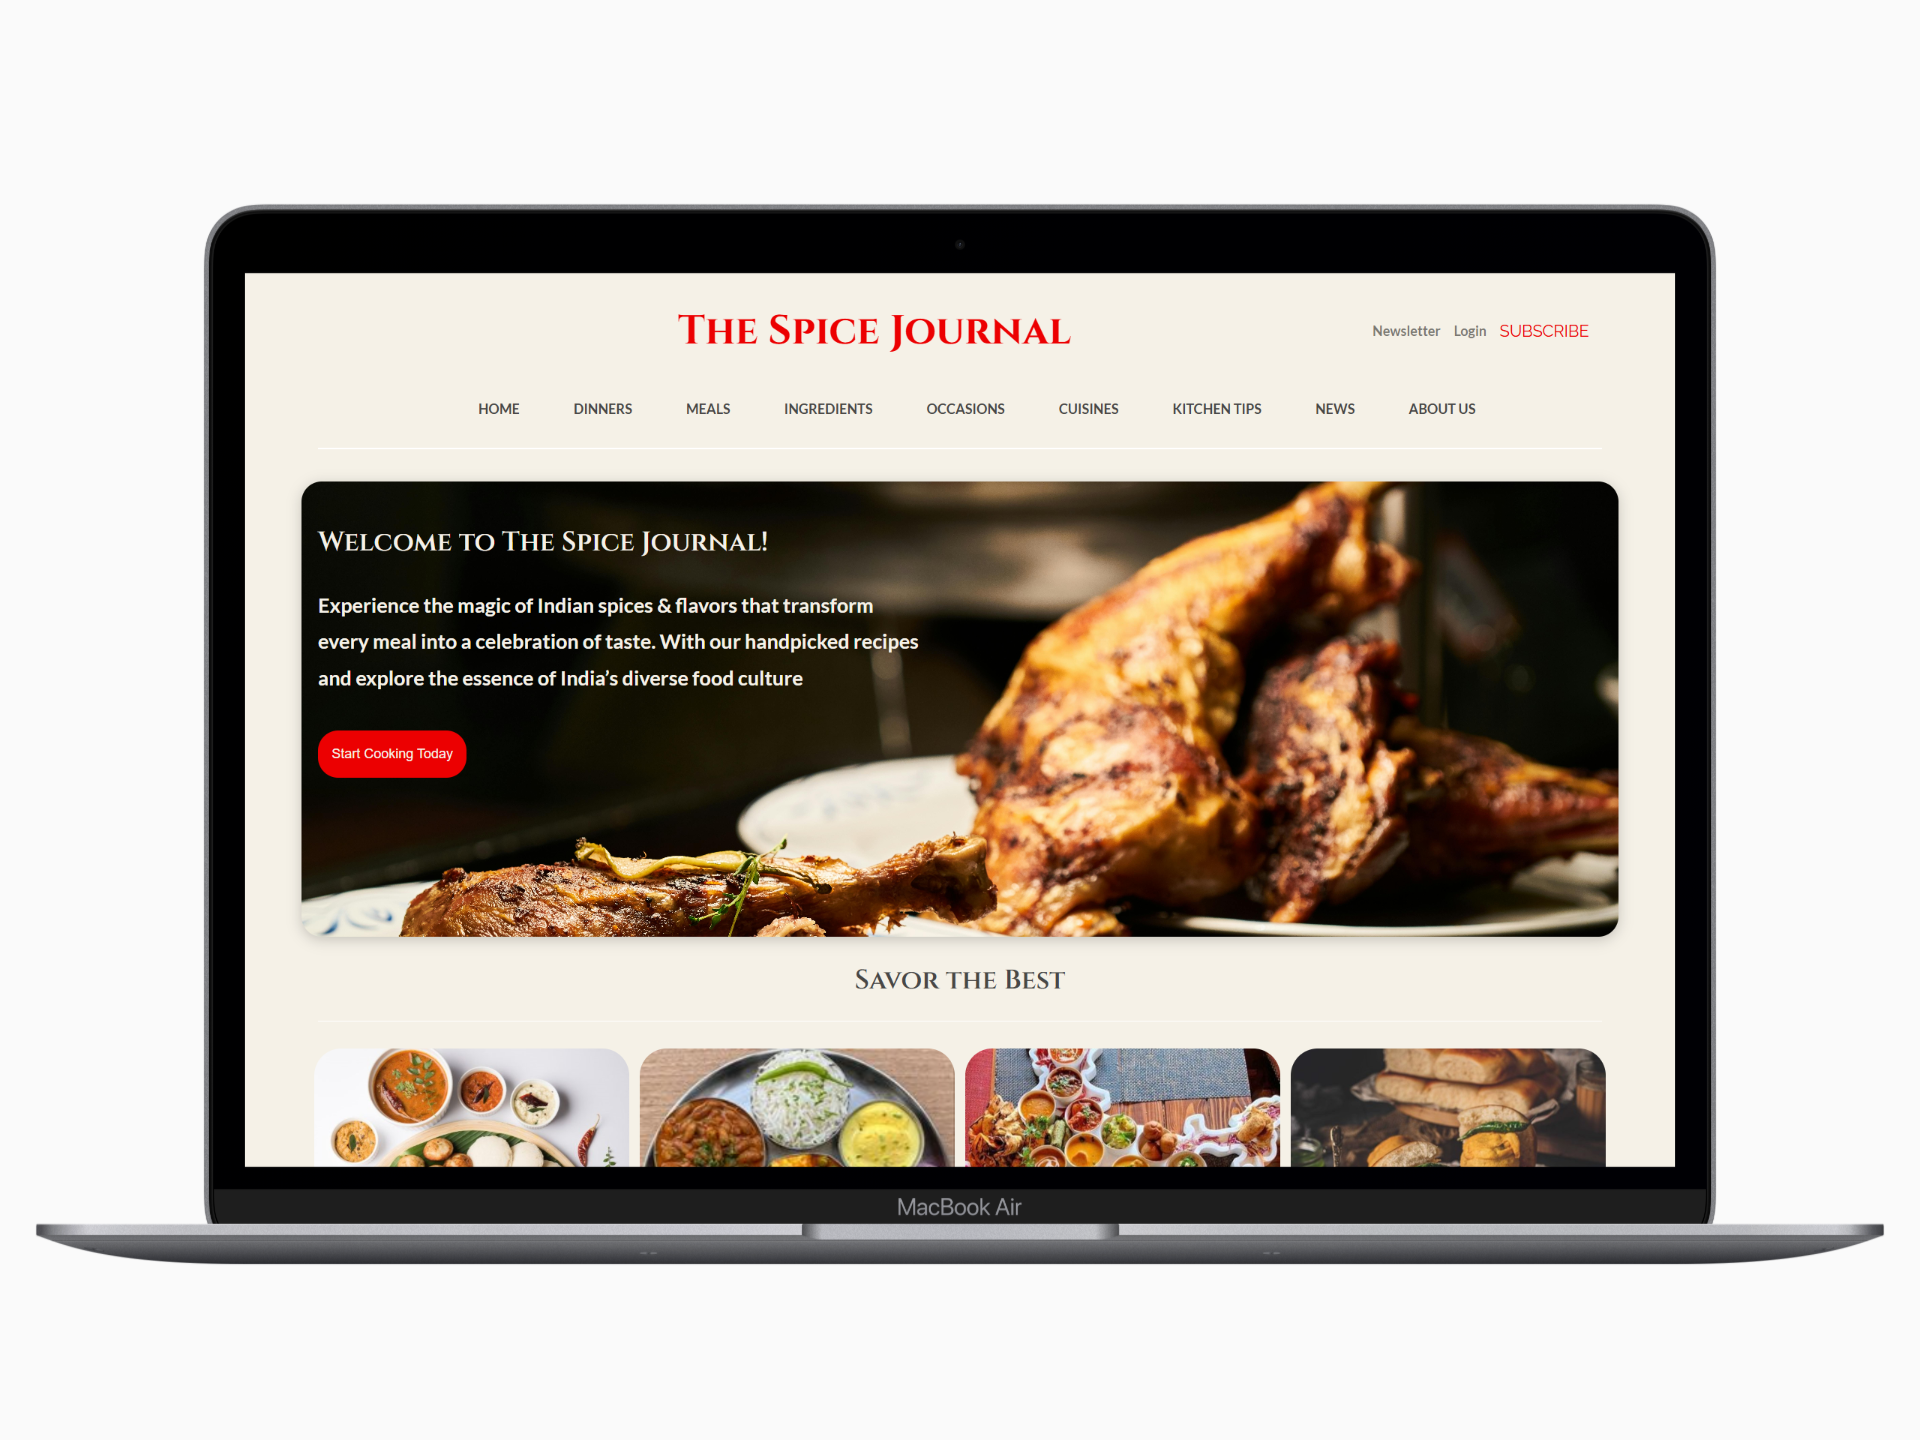 THE SPICE JOURNAL
Newsletter Login SUBSCRIBE
HOME DINNERS MEALS INGREDIENTS OCCASIONS CUISINES KITCHEN TIPS NEWS ABOUT US
WELCOME TO THE SPICE JOURNAL!
Experience the magic of Indian spices & flavors that transform
every meal into a celebration of taste. With our handpicked recipes
and explore the essence of India’s diverse food culture
Start Cooking Today
SAVOR THE BEST
MacBook Air